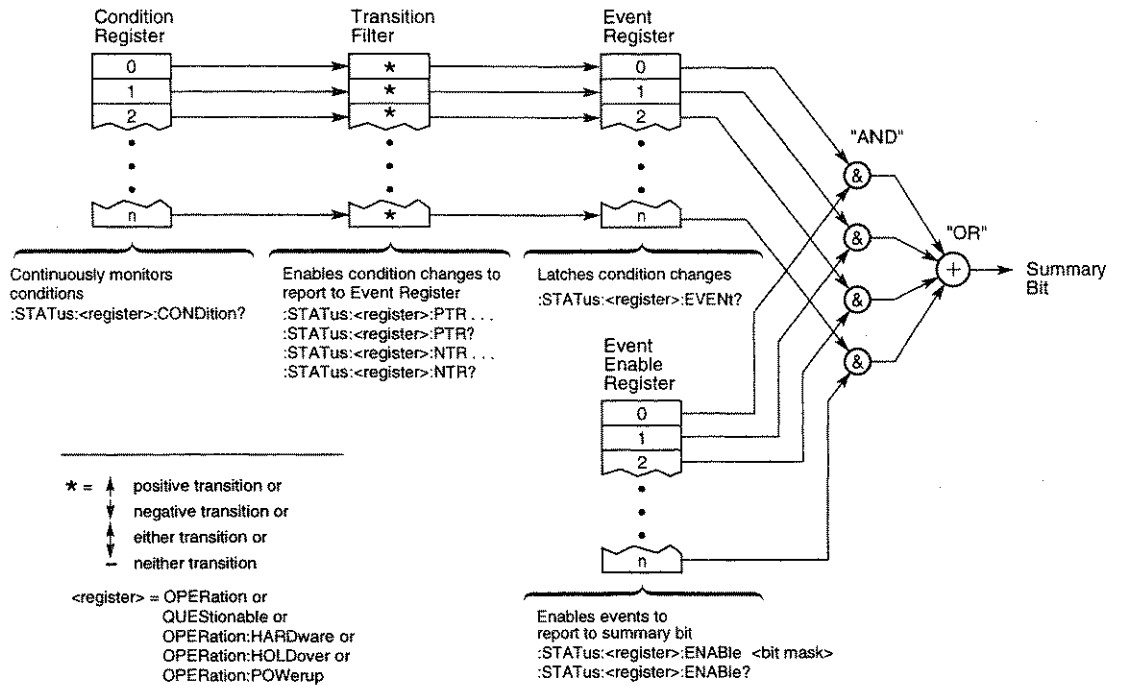 Condition
Register
0
1
2
n
Transition
Filter
*
*
*
*
Event
Register
0
1
2
n
"AND"
&
&
&
&
"OR"
+
Summary
Bit
Continuously monitors
conditions
:STATus:<register>:CONDition?
Enables condition changes to
report to Event Register
:STATus:<register>:PTR . . .
:STATus:<register>:PTR?
:STATus:<register>:NTR . . .
:STATus:<register>:NTR?
Latches condition changes
:STATus:<register>:EVENt?
Event
Enable
Register
0
1
2
n
* = positive transition or
negative transition or
either transition or
neither transition
<register> = OPERation or
QUEStionable or
OPERation:HARDware or
OPERation:HOLDover or
OPERation:POWerup
Enables events to
report to summary bit
:STATus:<register>:ENABle <bit mask>
:STATus:<register>:ENABle?